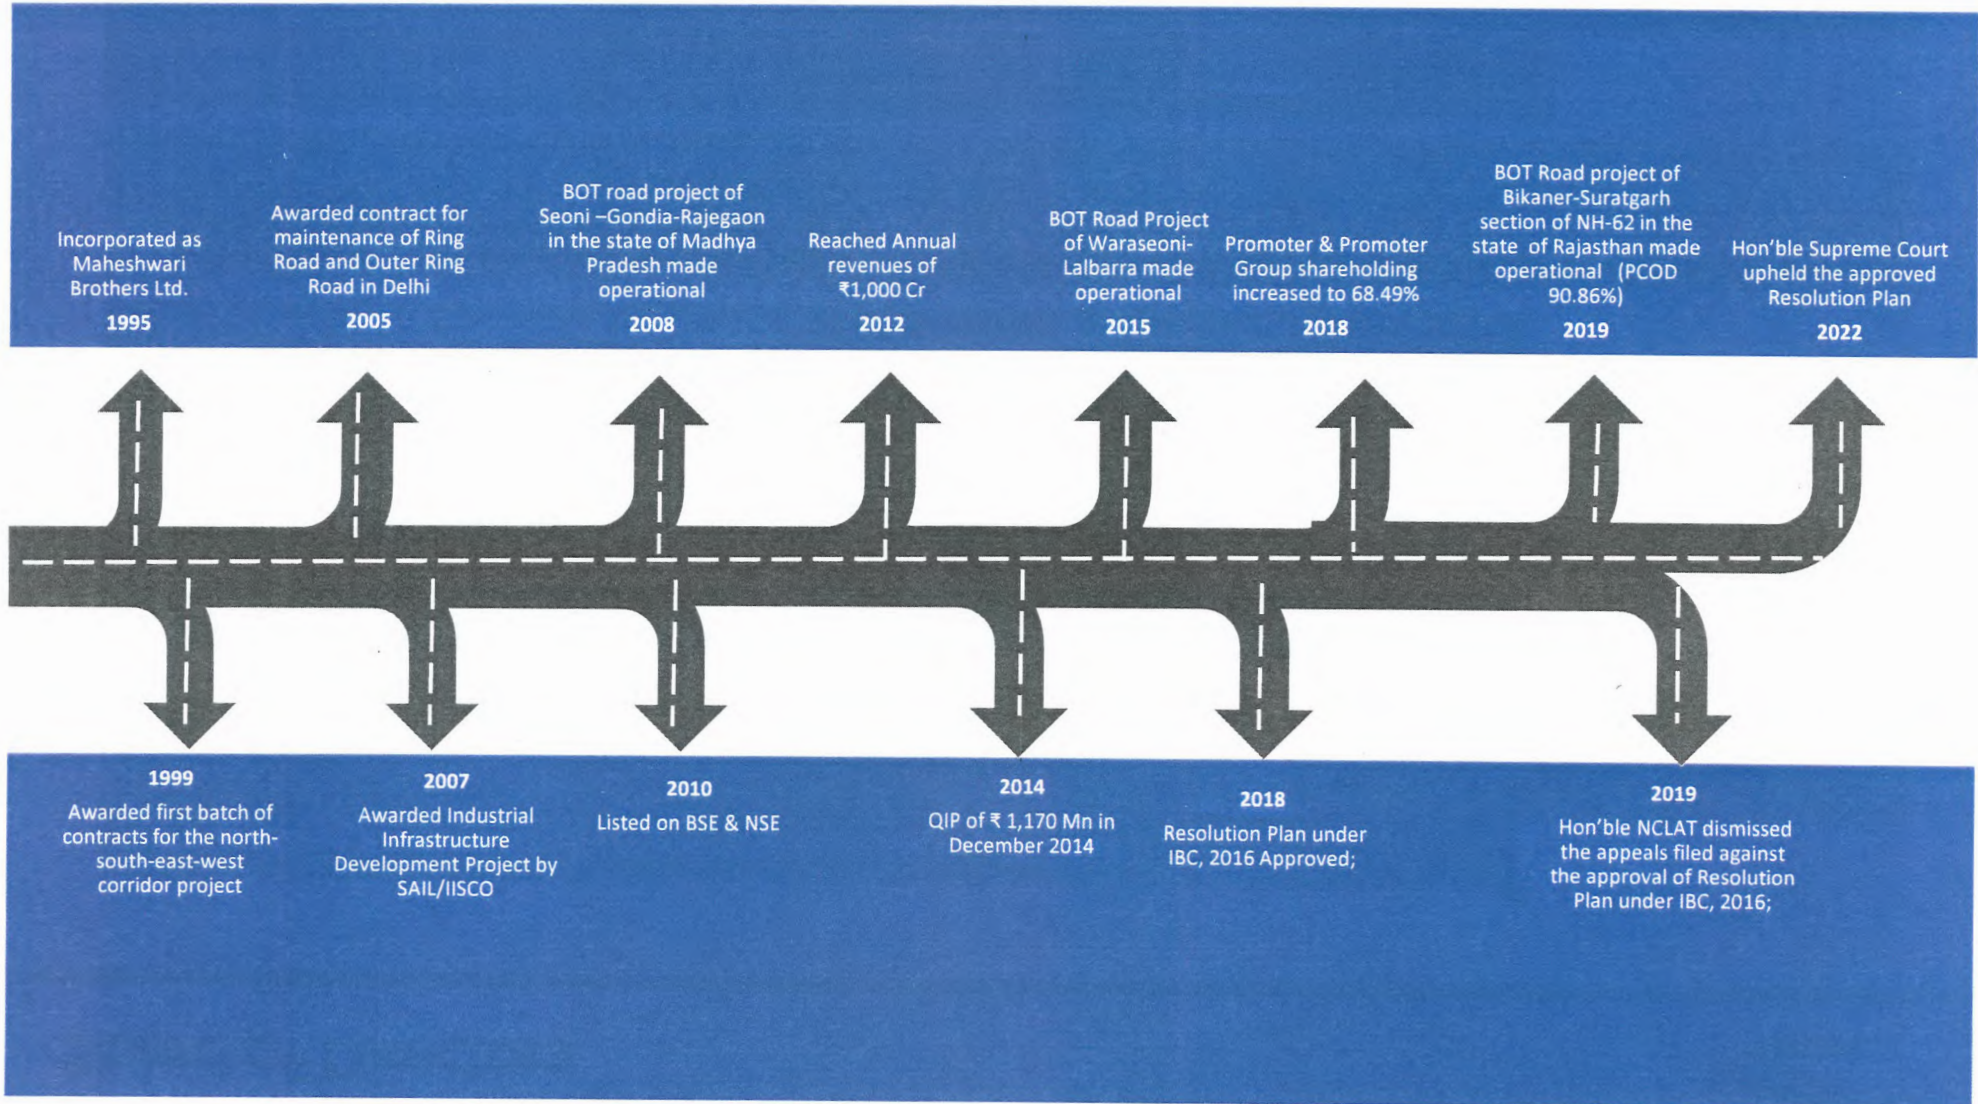 Incorporated as
Maheshwari
Brothers Ltd.
1995
Awarded contract for
maintenance of Ring
Road and Outer Ring
Road in Delhi
2005
BOT road project of
Seoni –Gondia-Rajegaon
in the state of Madhya
Pradesh made
operational
2008
Reached Annual
revenues of
₹1,000 Cr
2012
BOT Road Project
of Waraseoni-
Lalbarra made
operational
2015
Promoter & Promoter
Group shareholding
increased to 68.49%
2018
BOT Road project of
Bikaner-Suratgarh
section of NH-62 in the
state of Rajasthan made
operational (PCOD
90.86%)
2019
Hon'ble Supreme Court
upheld the approved
Resolution Plan
2022
1999
Awarded first batch of
contracts for the north-
south-east-west
corridor project
2007
Awarded Industrial
Infrastructure
Development Project by
SAIL/IISCO
2010
Listed on BSE & NSE
2014
QIP of ₹ 1,170 Mn in
December 2014
2018
Resolution Plan under
IBC, 2016 Approved;
2019
Hon'ble NCLAT dismissed
the appeals filed against
the approval of Resolution
Plan under IBC, 2016;